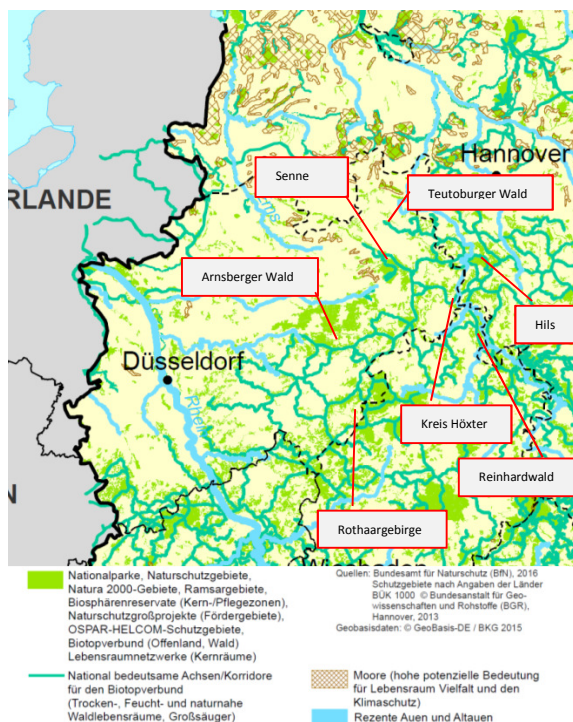 Hannover
Senne
Teutoburger Wald
Ems
RLANDE
Arnsberger Wald
Hils
Düsseldorf
Rhein
Kreis Höxter
Reinhardwald
N
Rothaargebirge
Wiesbaden
Nationalparke, Naturschutzgebiete,
Natura 2000-Gebiete, Ramsargebiete,
Biosphärenreservate (Kern-/Pflegezonen),
Naturschutzgroßprojekte (Fördergebiete),
OSPAR-HELCOM-Schutzgebiete,
Biotopverbund (Offenland, Wald)
Lebensraumnetzwerke (Kernräume)
National bedeutsame Achsen/Korridore
für den Biotopverbund
(Trocken-, Feucht- und naturnahe
Waldlebensräume, Großsäuger)
Quellen: Bundesamt für Naturschutz (BfN), 2016
Schutzgebiete nach Angaben der Länder
BÜK 1000 © Bundesanstalt für Geo-
wissenschaften und Rohstoffe (BGR),
Hannover, 2013
Geobasisdaten: © GeoBasis-DE / BKG 2015
Moore (hohe potenzielle Bedeutung
für Lebensraum Vielfalt und den
Klimaschutz)
Rezente Auen und Altauen